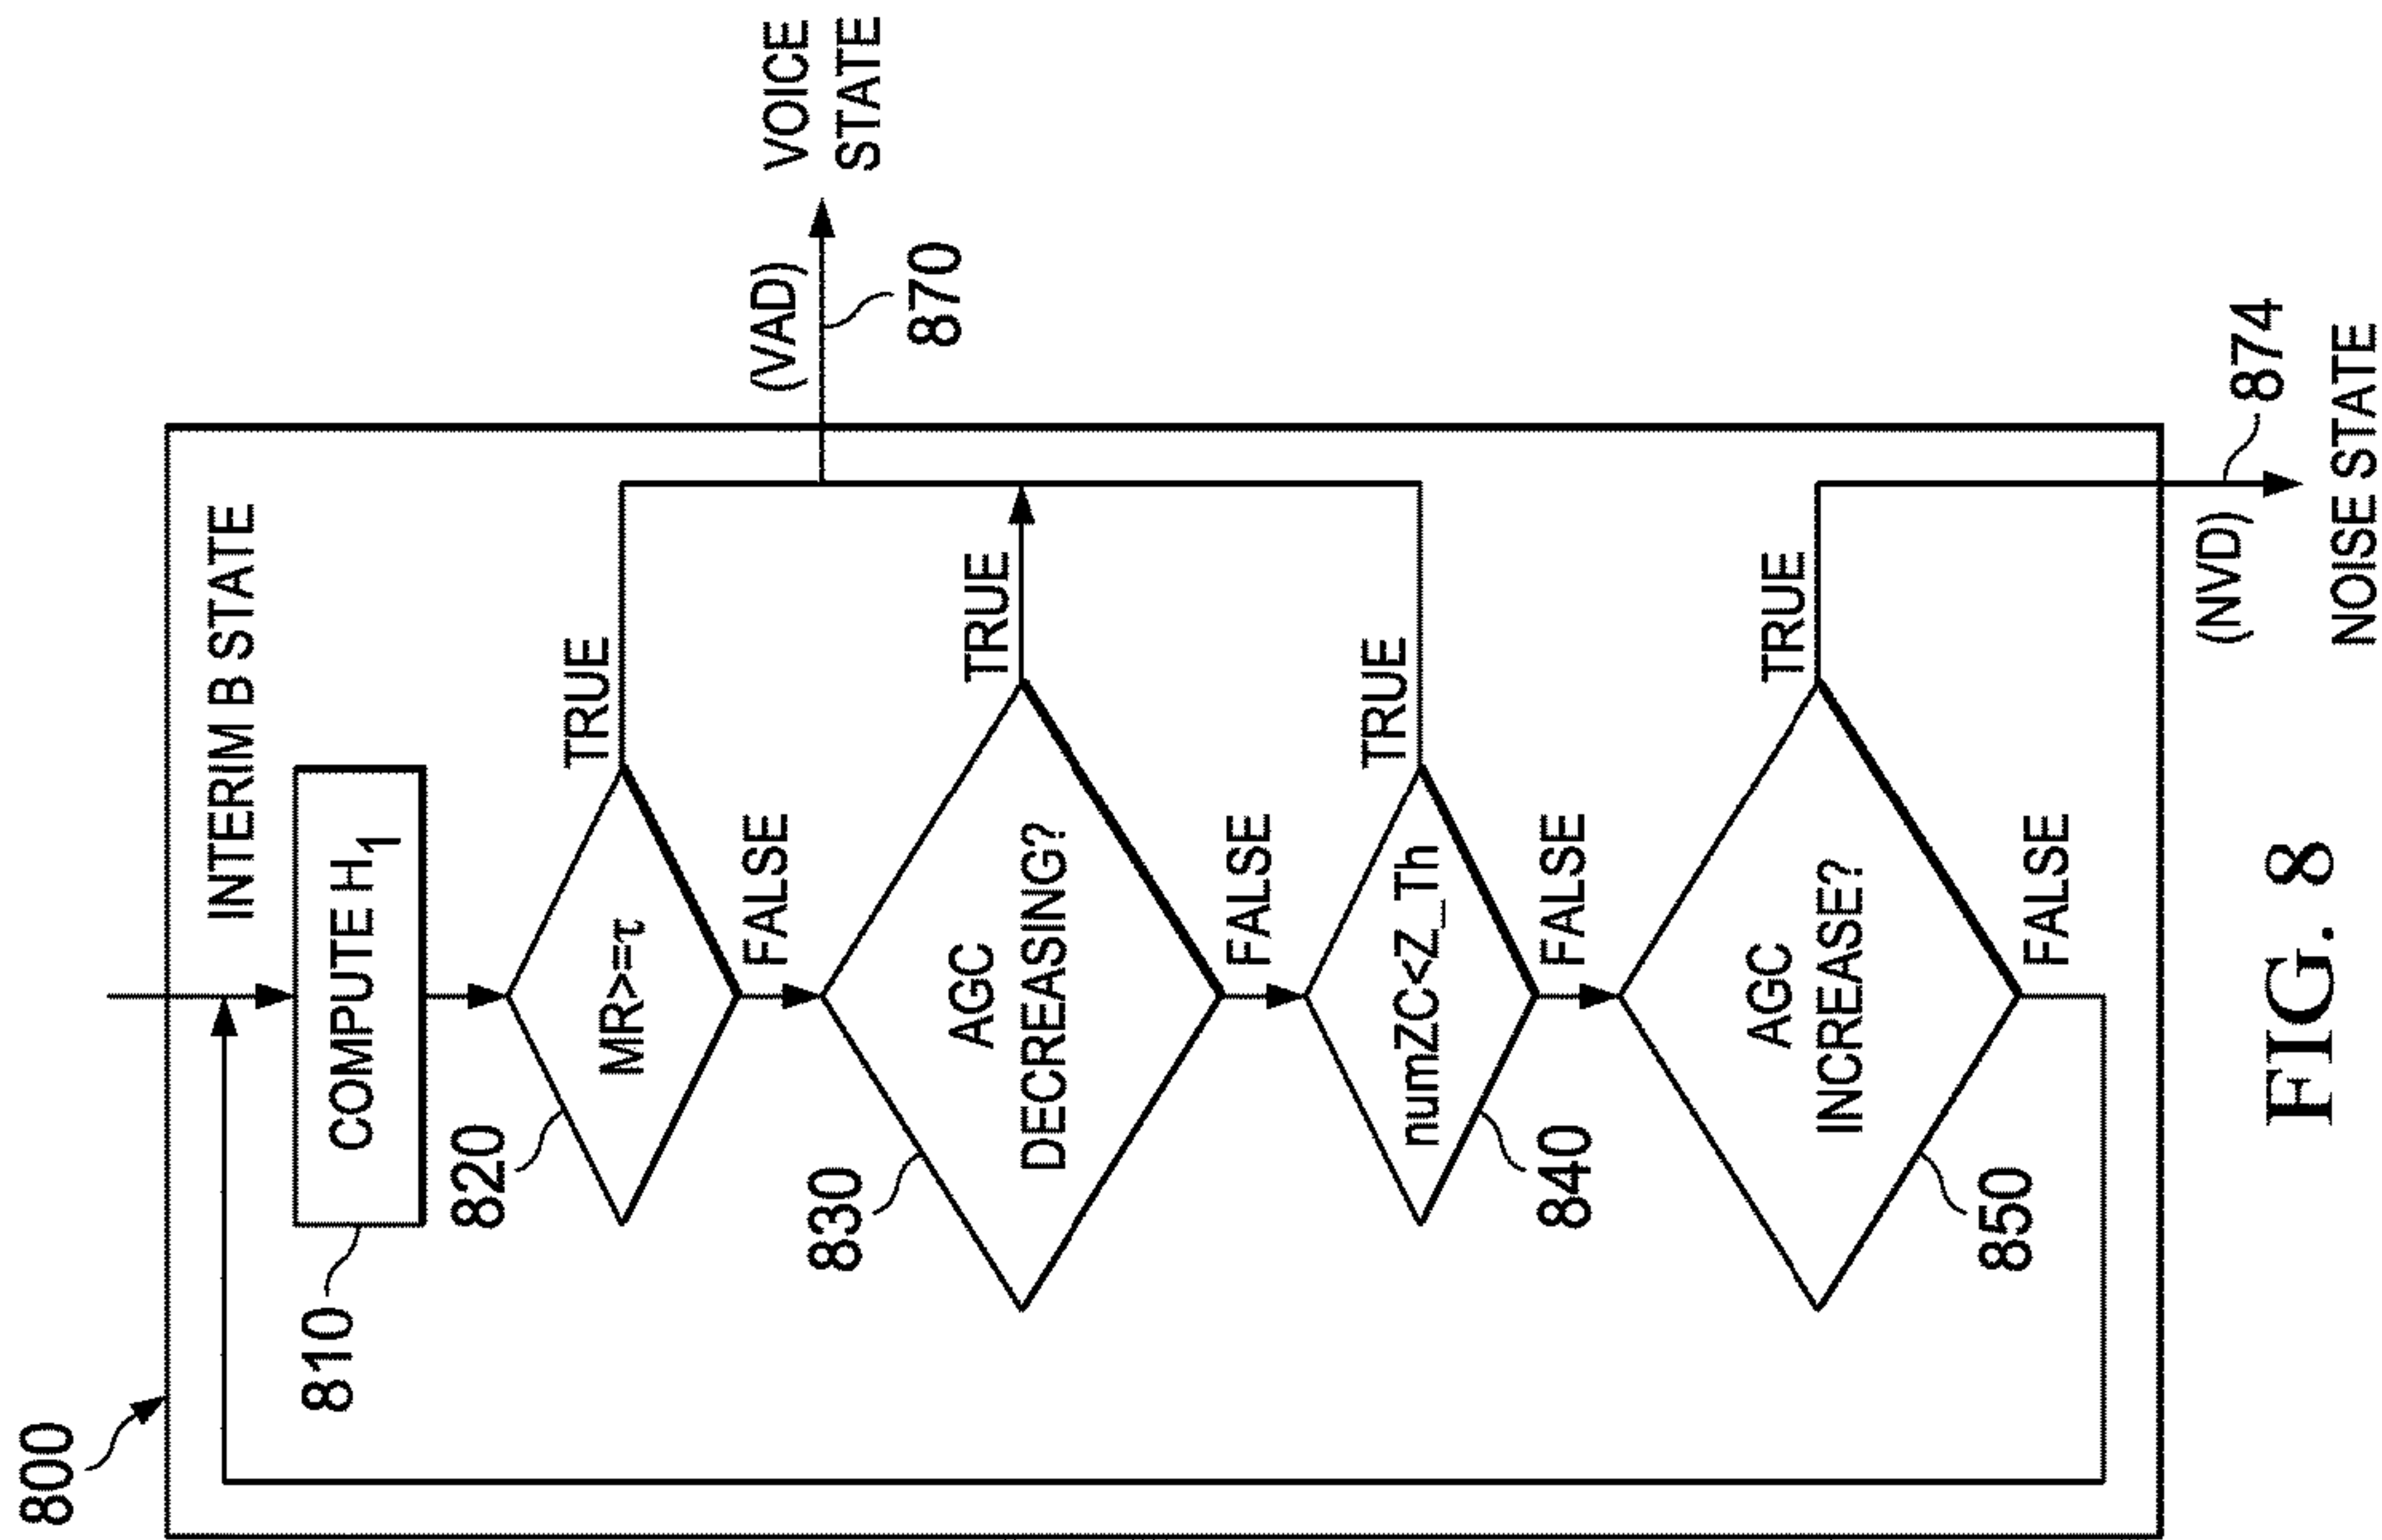 800
INTERIM B STATE
810
COMPUTE H1
820
MR>=τ
TRUE
FALSE
(VAD)
VOICE
STATE
870
830
AGC
DECREASING?
TRUE
FALSE
840
numZC<Z_Th
TRUE
FALSE
850
AGC
INCREASE?
TRUE
FALSE
(NVD)
874
NOISE STATE
FIG. 8